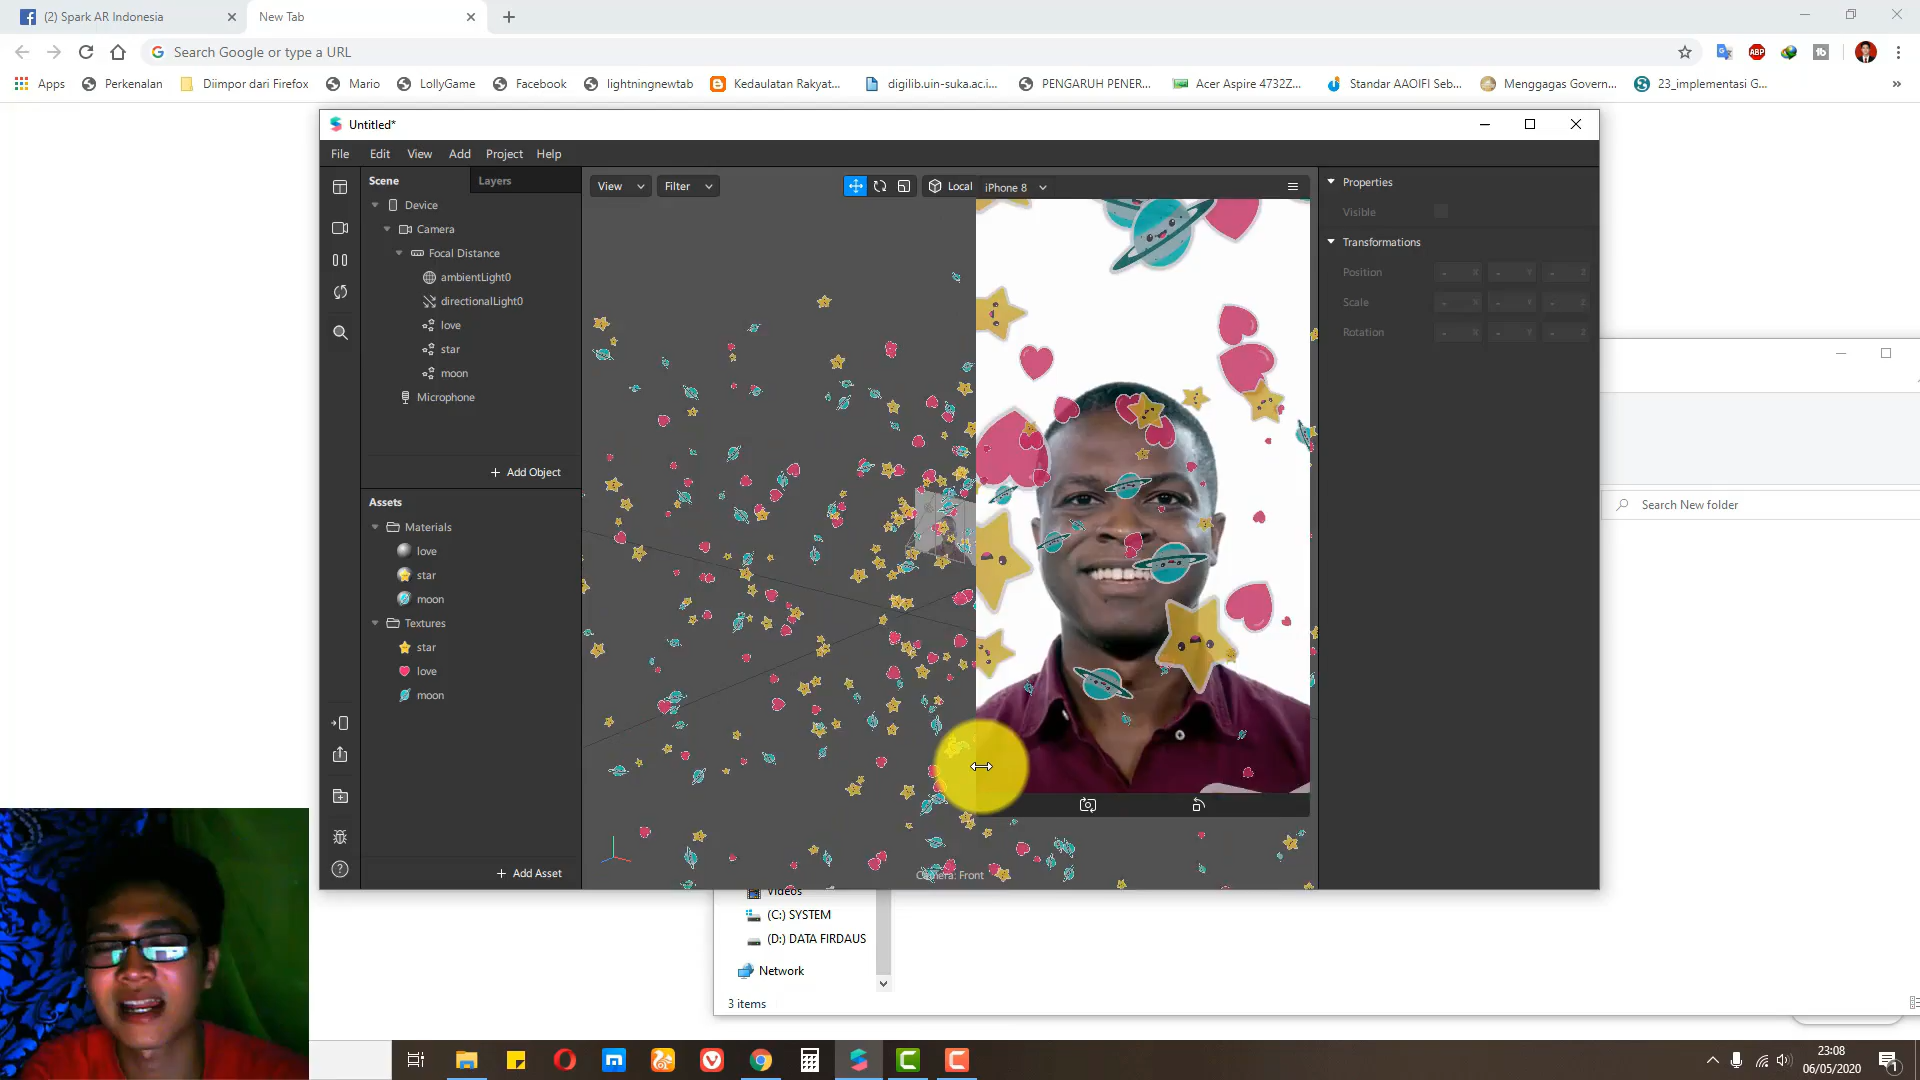 (2) Spark AR Indonesia
New Tab
Search Google or type a URL
ABP
Apps
Perkenalan
Diimpor dari Firefox
Mario
LollyGame
Facebook
lightningnewtab
Kedaulatan Rakyat...
digilib.uin-suka.ac.i...
PENGARUH PENER...
Acer Aspire 4732Z...
Standar AAOIFI Seb...
Menggagas Govern...
23_implementasi G...
Untitled*
File Edit View Add Project Help
Scene
Layers
Device
Camera
Focal Distance
ambientLight0
directionalLight0
love
star
moon
Microphone
+ Add Object
Assets
Materials
love
star
moon
Textures
star
love
moon
+ Add Asset
View
Filter
Local
iPhone 8
Camera: Front
Properties
Visible
Transformations
Position - X - Y - Z
Scale - X - Y - Z
Rotation - X - Y - Z
Search New folder
Videos
(C:) SYSTEM
(D:) DATA FIRDAUS
Network
3 items
23:08
06/05/2020
1